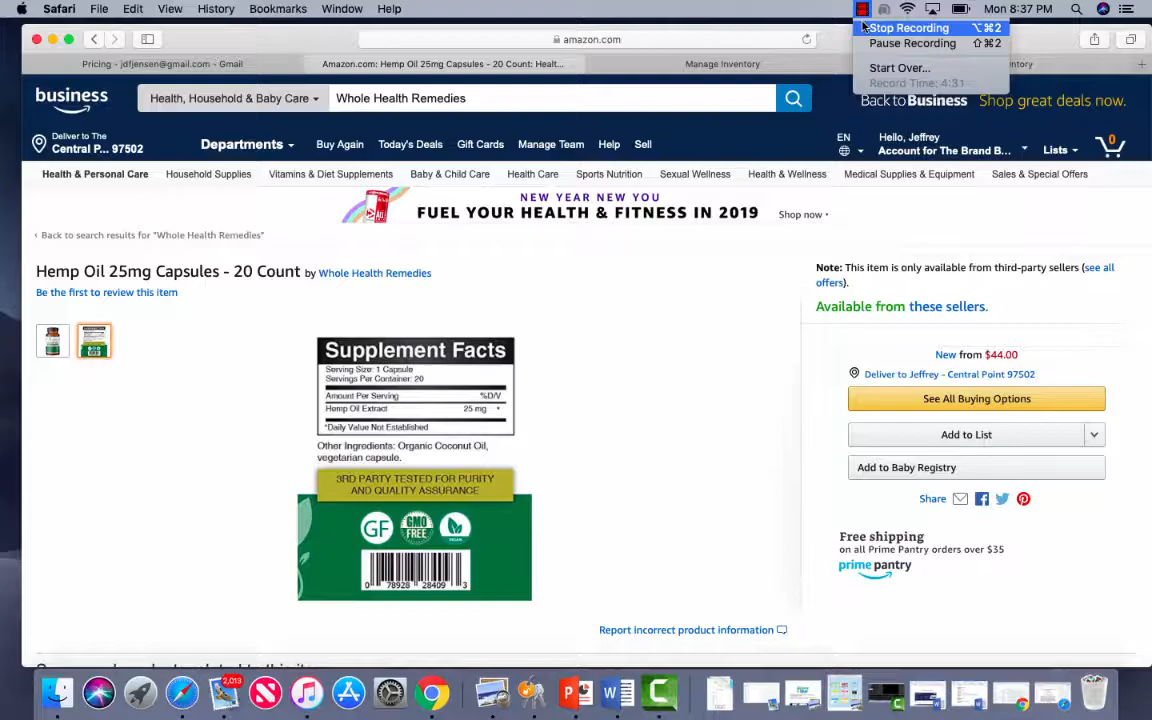 Safari File Edit View History Bookmarks Window Help
Mon 8:37 PM
Stop Recording ⌥⌘2
Pause Recording ⇧⌘2
Start Over...
Record Time: 4:31
amazon.com
Pricing - jdfjensen@gmail.com - Gmail
Amazon.com: Hemp Oil 25mg Capsules - 20 Count: Healt...
Manage Inventory
business
Health, Household & Baby Care
Whole Health Remedies
Back to Business Shop great deals now.
Deliver to The
Central P... 97502
Departments
Buy Again Today's Deals Gift Cards Manage Team Help Sell
EN
Hello, Jeffrey
Account for The Brand B...
Lists
0
Health & Personal Care Household Supplies Vitamins & Diet Supplements Baby & Child Care Health Care Sports Nutrition Sexual Wellness Health & Wellness Medical Supplies & Equipment Sales & Special Offers
NEW YEAR NEW YOU
FUEL YOUR HEALTH & FITNESS IN 2019
Shop now
‹ Back to search results for "Whole Health Remedies"
Hemp Oil 25mg Capsules - 20 Count by Whole Health Remedies
Be the first to review this item
Supplement Facts
Serving Size: 1 Capsule
Servings Per Container: 20
Amount Per Serving %D/V
Hemp Oil Extract 25 mg *
*Daily Value Not Established
Other Ingredients: Organic Coconut Oil,
vegetarian capsule.
3RD PARTY TESTED FOR PURITY
AND QUALITY ASSURANCE
GF
GMO
FREE
VEGAN
0 78928 28409 3
Report incorrect product information
Note: This item is only available from third-party sellers (see all
offers).
Available from these sellers.
New from $44.00
Deliver to Jeffrey - Central Point 97502
See All Buying Options
Add to List
Add to Baby Registry
Share
Free shipping
on all Prime Pantry orders over $35
prime pantry
2,013